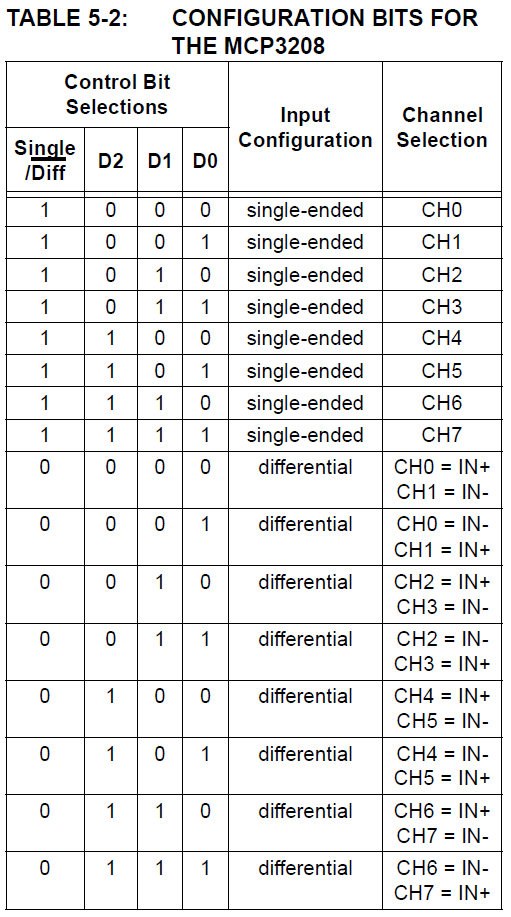 TABLE 5-2: CONFIGURATION BITS FOR
THE MCP3208
Control Bit
Selections
Input
Configuration
Channel
Selection
Single
/Diff
D2
D1
D0
1 0 0 0 single-ended CH0
1 0 0 1 single-ended CH1
1 0 1 0 single-ended CH2
1 0 1 1 single-ended CH3
1 1 0 0 single-ended CH4
1 1 0 1 single-ended CH5
1 1 1 0 single-ended CH6
1 1 1 1 single-ended CH7
0 0 0 0 differential CH0 = IN+
CH1 = IN-
0 0 0 1 differential CH0 = IN-
CH1 = IN+
0 0 1 0 differential CH2 = IN+
CH3 = IN-
0 0 1 1 differential CH2 = IN-
CH3 = IN+
0 1 0 0 differential CH4 = IN+
CH5 = IN-
0 1 0 1 differential CH4 = IN-
CH5 = IN+
0 1 1 0 differential CH6 = IN+
CH7 = IN-
0 1 1 1 differential CH6 = IN-
CH7 = IN+